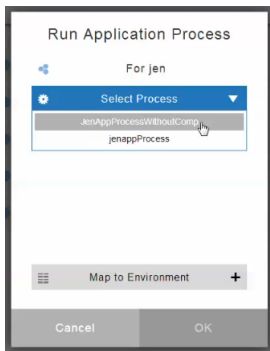 Run Application Process
For jen
Select Process
JenAppProcessWithoutComp
jenappProcess
Map to Environment +
Cancel
OK